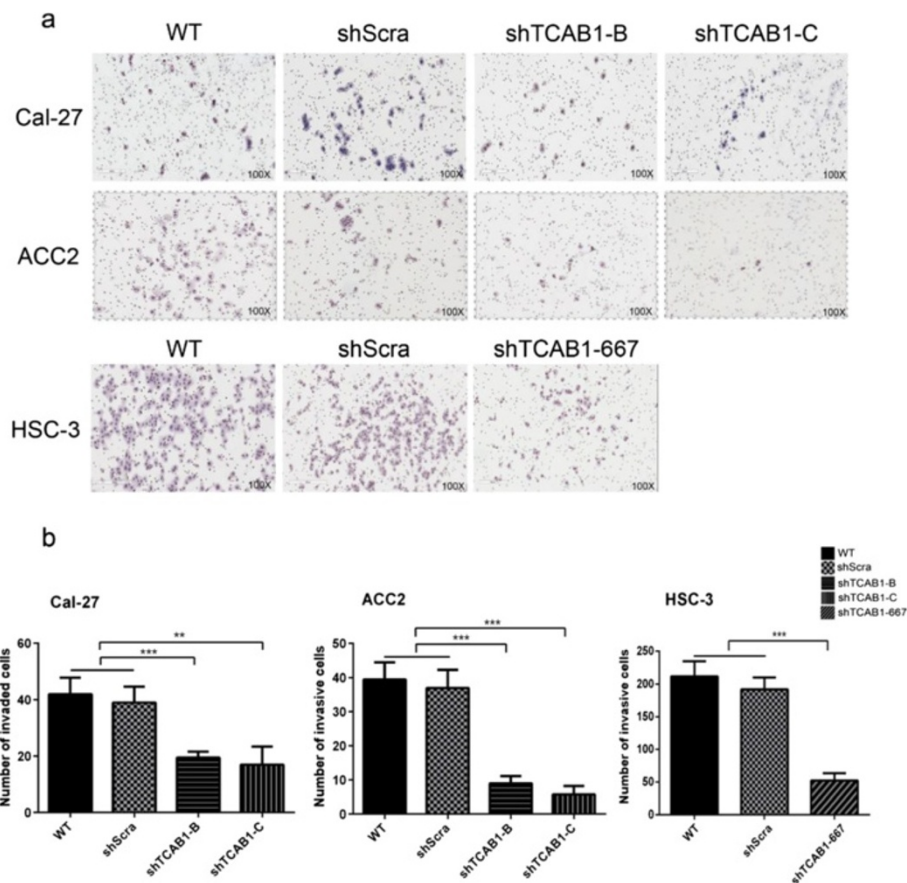 a
WT shScra shTCAB1-B shTCAB1-C
Cal-27
100X 100X 100X 100X
ACC2
100X 100X 100X 100X
WT shScra shTCAB1-667
HSC-3
100X 100X 100X
b
WT
shScra
shTCAB1-B
shTCAB1-C
shTCAB1-667
Cal-27
Number of invaded cells
60
40
20
0
**
***
WT shScra shTCAB1-B shTCAB1-C
ACC2
Number of invasive cells
50
40
30
20
10
0
***
***
WT shScra shTCAB1-B shTCAB1-C
HSC-3
Number of invasive cells
250
200
150
100
50
0
***
WT shScra shTCAB1-667